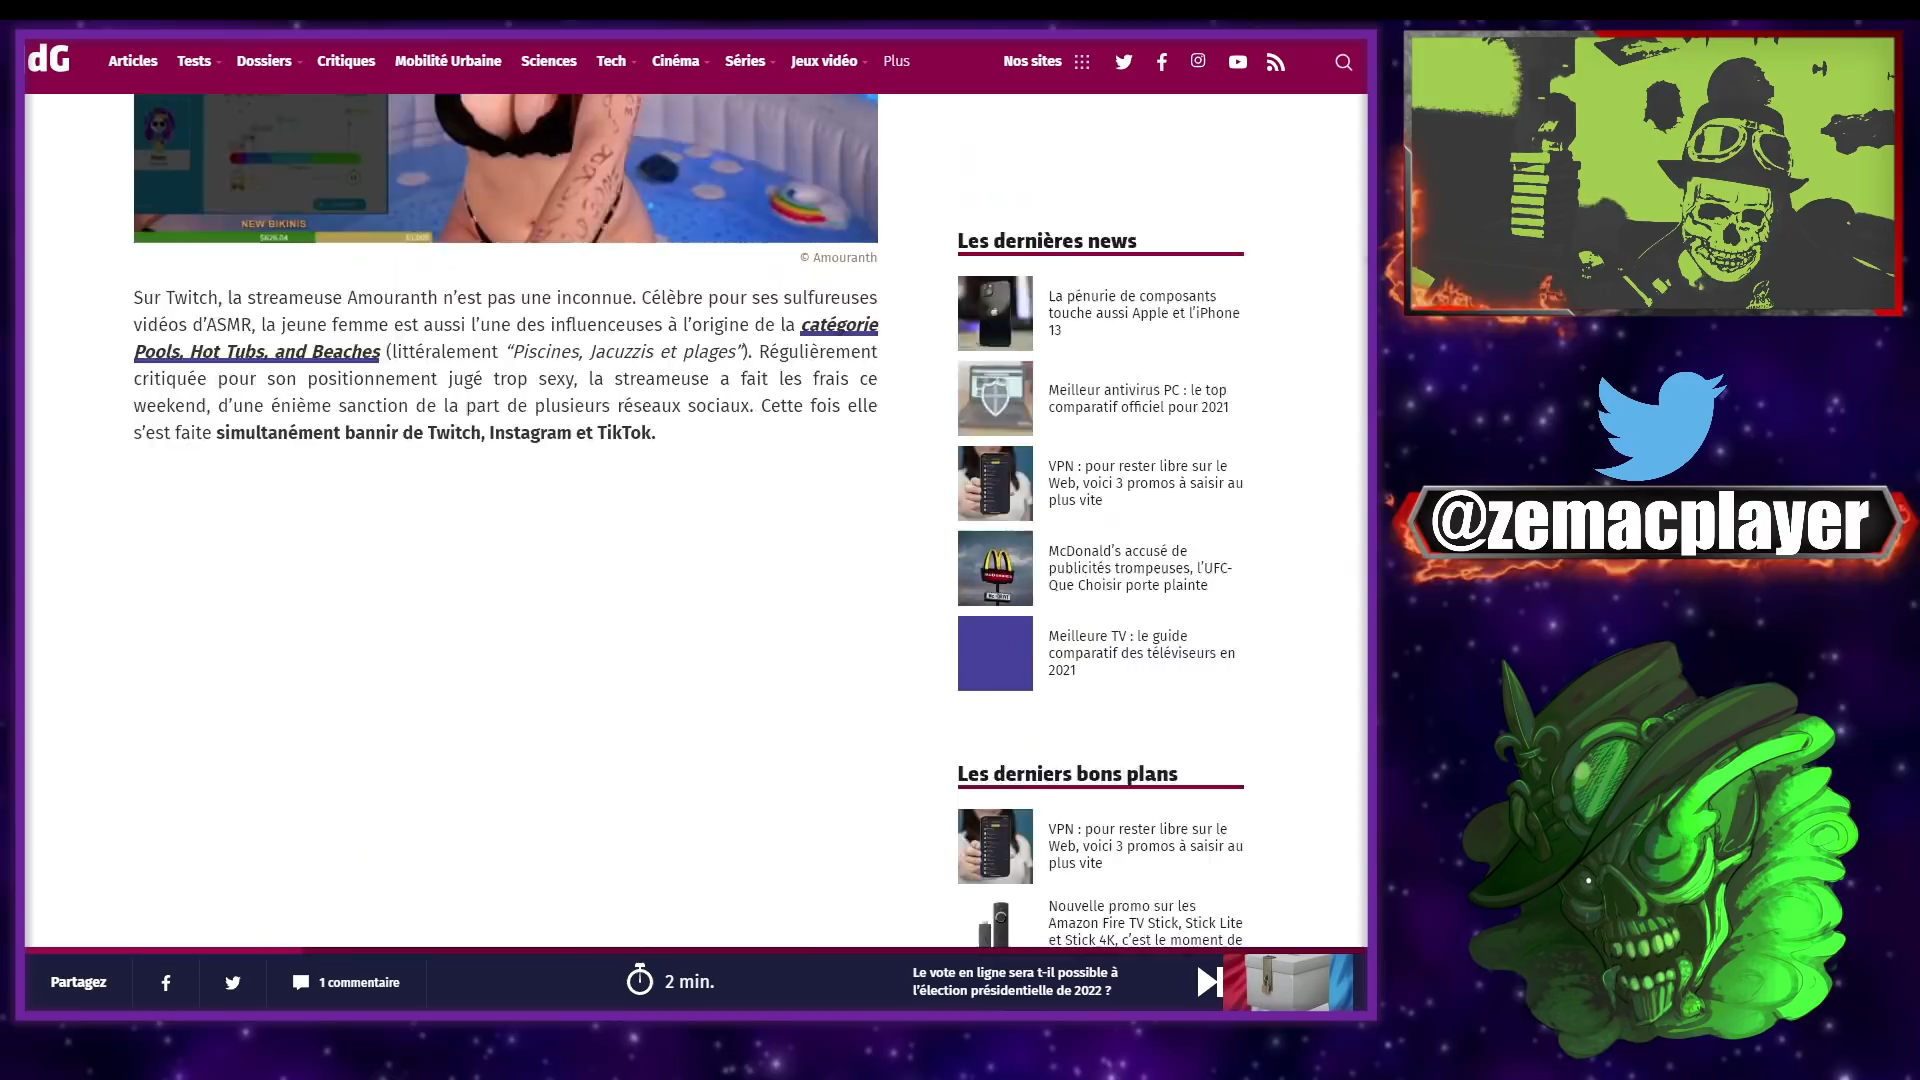 dG
Articles
Tests
Dossiers
Critiques
Mobilité Urbaine
Sciences
Tech
Cinéma
Séries
Jeux vidéo
Plus
Nos sites
NEW BIKINIS
© Amouranth
Sur Twitch, la streameuse Amouranth n’est pas une inconnue. Célèbre pour ses sulfureuses
vidéos d’ASMR, la jeune femme est aussi l’une des influenceuses à l’origine de la catégorie
Pools, Hot Tubs, and Beaches (littéralement “Piscines, Jacuzzis et plages”). Régulièrement
critiquée pour son positionnement jugé trop sexy, la streameuse a fait les frais ce
weekend, d’une énième sanction de la part de plusieurs réseaux sociaux. Cette fois elle
s’est faite simultanément bannir de Twitch, Instagram et TikTok.
Les dernières news
La pénurie de composants
touche aussi Apple et l’iPhone
13
Meilleur antivirus PC : le top
comparatif officiel pour 2021
VPN : pour rester libre sur le
Web, voici 3 promos à saisir au
plus vite
McDonald’s accusé de
publicités trompeuses, l’UFC-
Que Choisir porte plainte
Meilleure TV : le guide
comparatif des téléviseurs en
2021
Les derniers bons plans
VPN : pour rester libre sur le
Web, voici 3 promos à saisir au
plus vite
Nouvelle promo sur les
Amazon Fire TV Stick, Stick Lite
et Stick 4K, c’est le moment de
Partagez
1 commentaire
2 min.
Le vote en ligne sera t-il possible à
l’élection présidentielle de 2022 ?
@zemacplayer